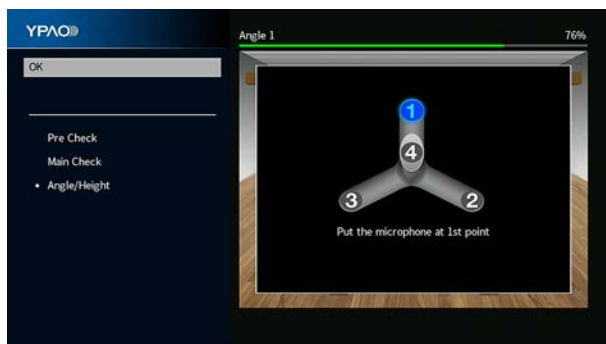 YPAO
Angle 1
76%
OK
Pre Check
Main Check
• Angle/Height
1
4
3
2
Put the microphone at 1st point